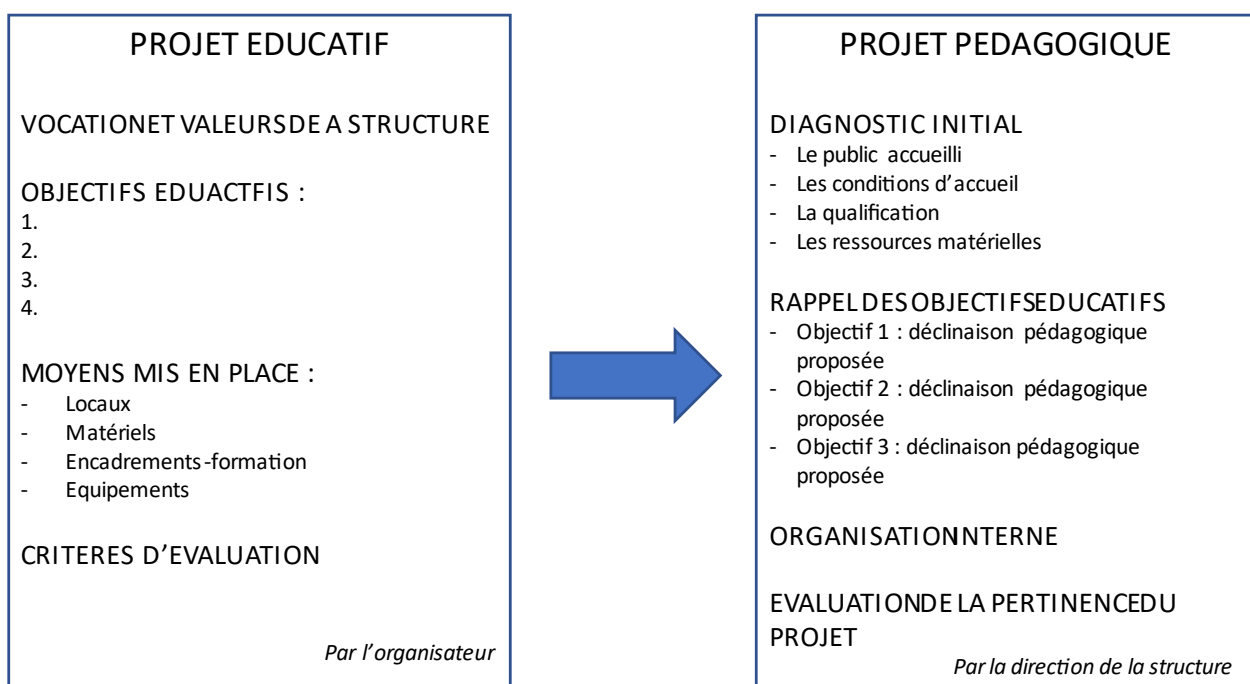 PROJET EDUCATIF
VOCATIONET VALEURSDE A STRUCTURE
OBJECTIFS EDUACTFIS :
1.
2.
3.
4.
MOYENS MIS EN PLACE :
- Locaux
- Matériels
- Encadrements-formation
- Equipements
CRITERES D’EVALUATION
Par l’organisateur
PROJET PEDAGOGIQUE
DIAGNOSTIC INITIAL
- Le public accueilli
- Les conditions d’accueil
- La qualification
- Les ressources matérielles
RAPPEL DES OBJECTIFSEDUCATIFS
- Objectif 1 : déclinaison pédagogique
proposée
- Objectif 2 : déclinaison pédagogique
proposée
- Objectif 3 : déclinaison pédagogique
proposée
ORGANISATIONINTERNE
EVALUATIONDE LA PERTINENCEDU
PROJET
Par la direction de la structure